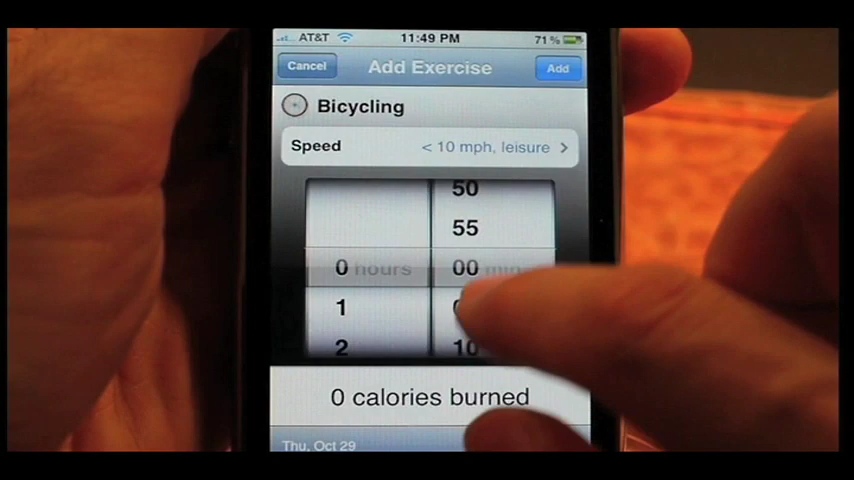 AT&T 11:49 PM 71%
Cancel Add Exercise Add
Bicycling
Speed < 10 mph, leisure
50
55
0 hours 00
1
2 10
0 calories burned
Thu, Oct 29